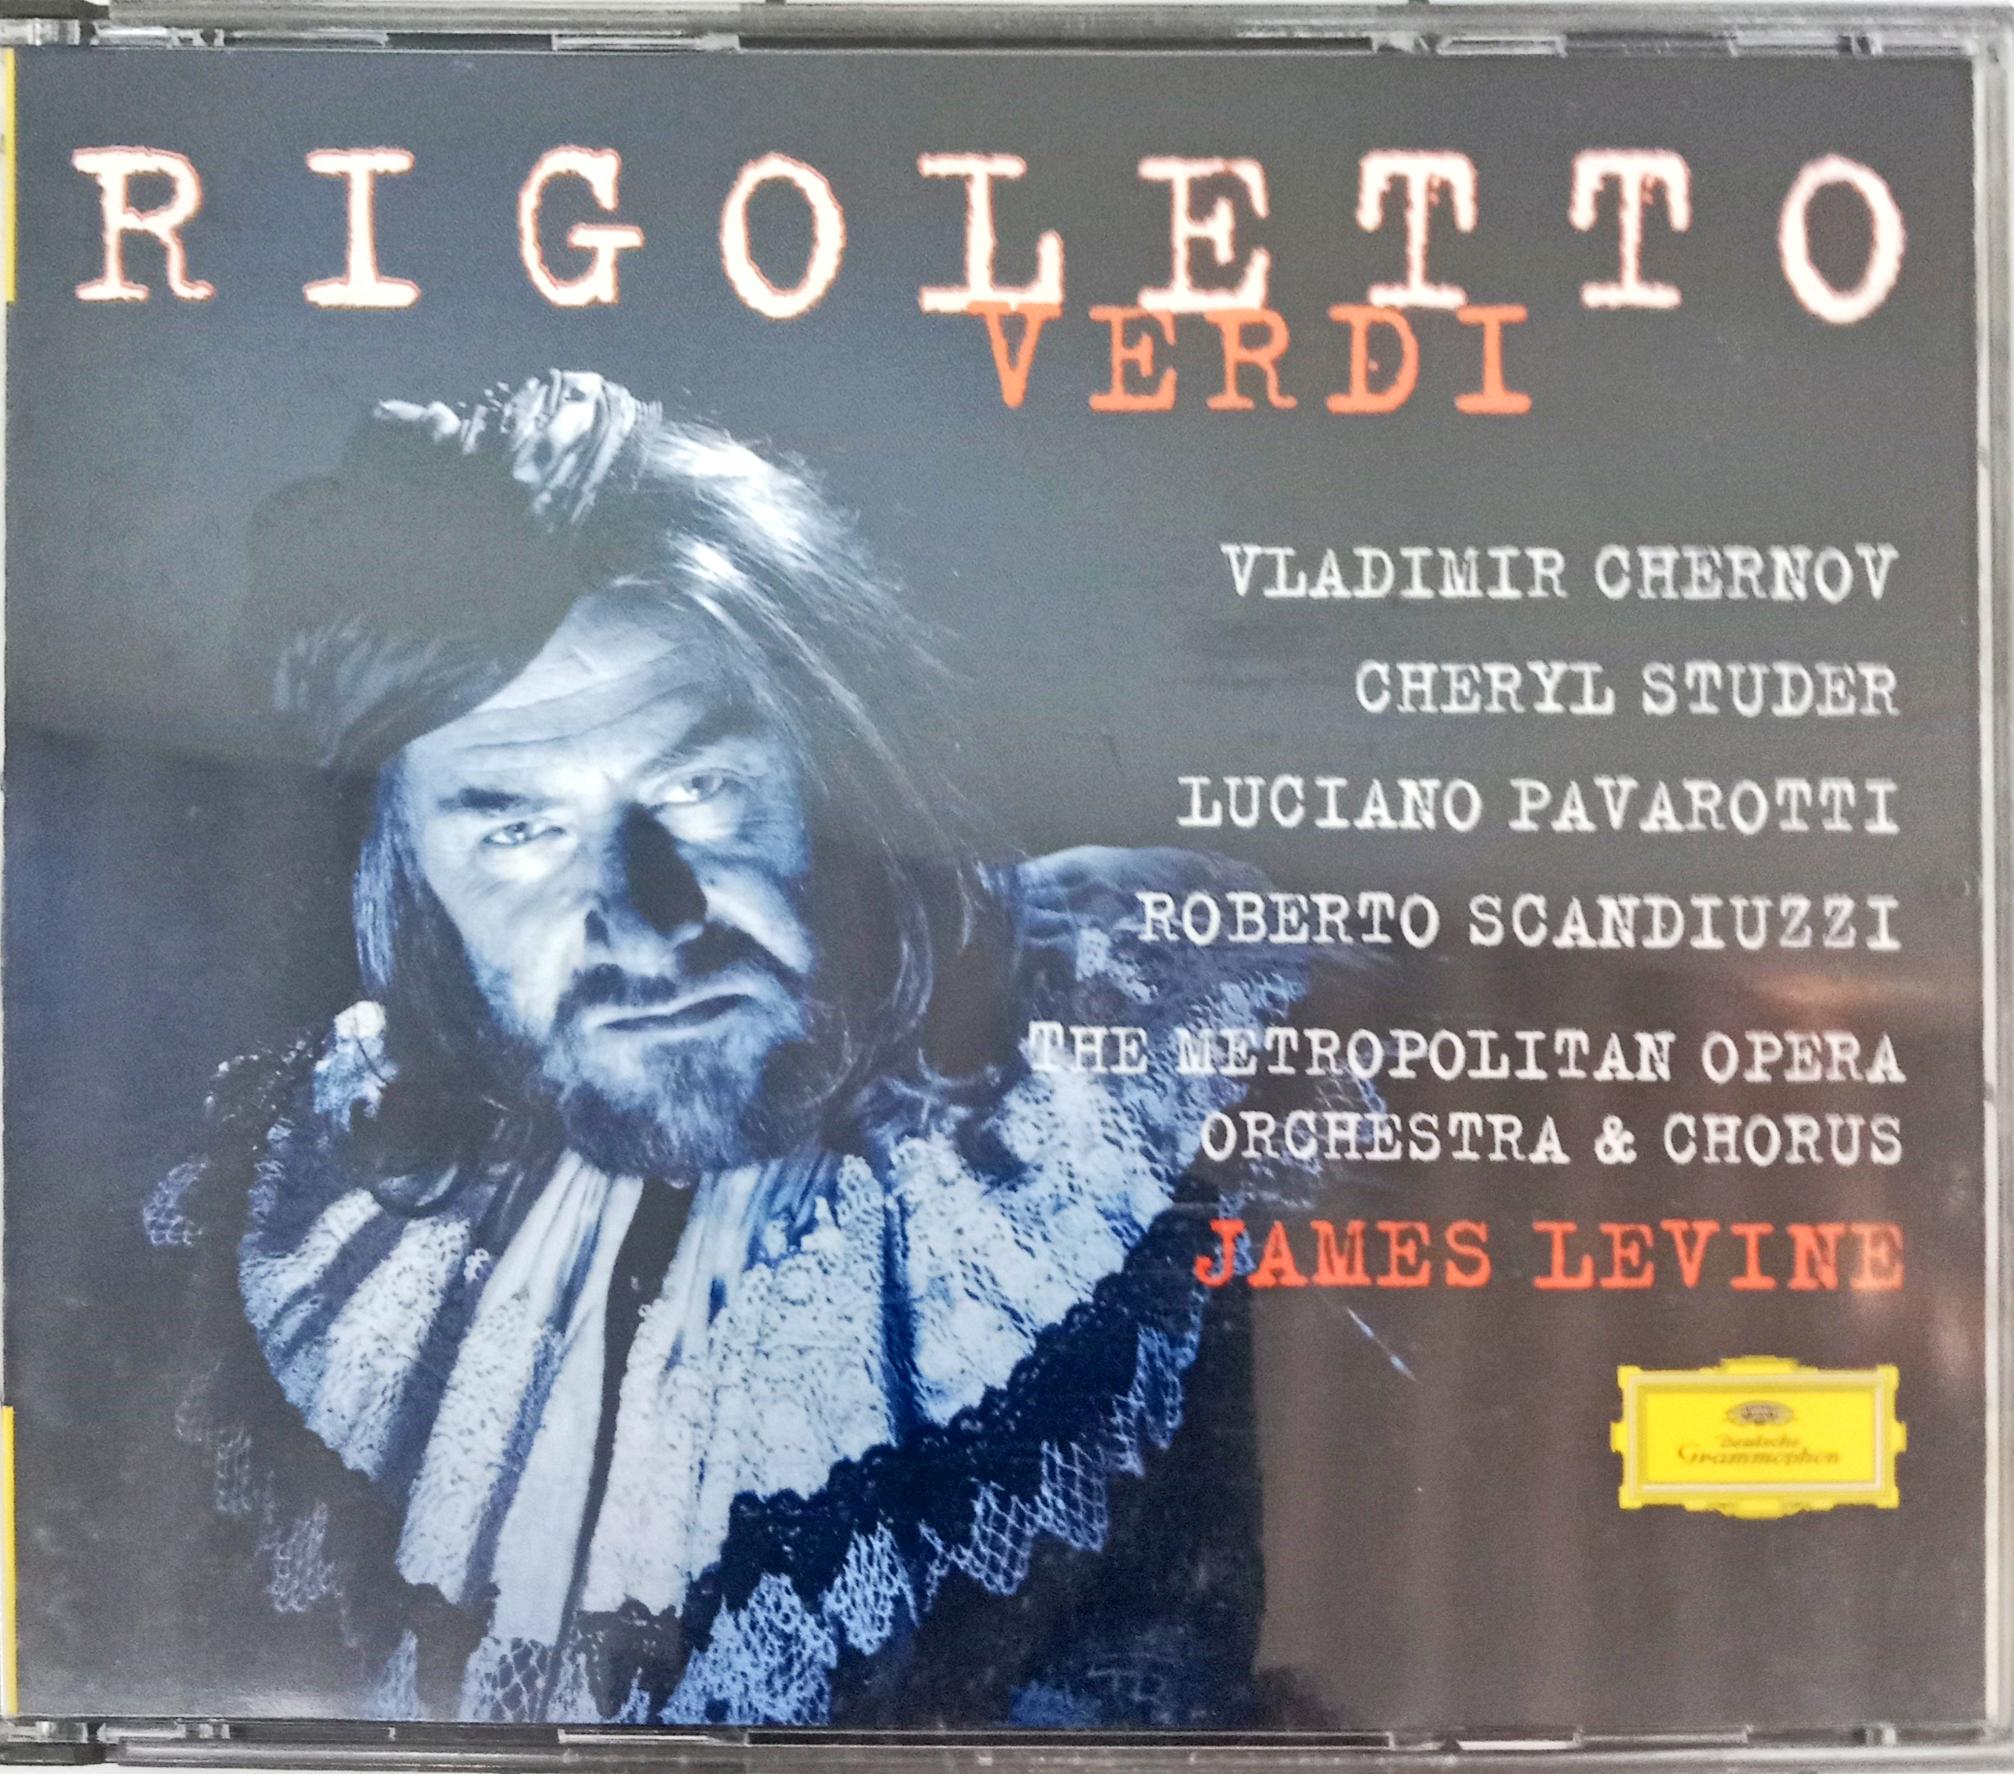 RIGOLETTO
VERDI
VLADIMIR CHERNOV
CHERYL STUDER
LUCIANO PAVAROTTI
ROBERTO SCANDIUZZI
THE METROPOLITAN OPERA
ORCHESTRA & CHORUS
JAMES LEVINE
Deutsche
Grammophon